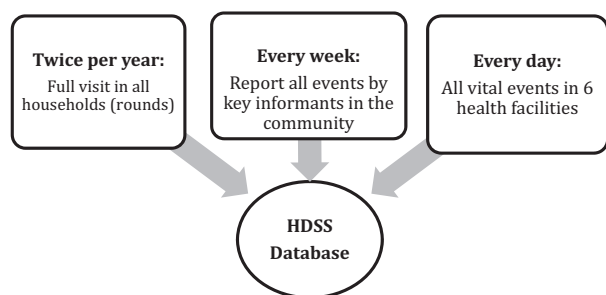 Twice per year:
Full visit in all
households (rounds)
Every week:
Report all events by
key informants in the
community
Every day:
All vital events in 6
health facilities
HDSS
Database